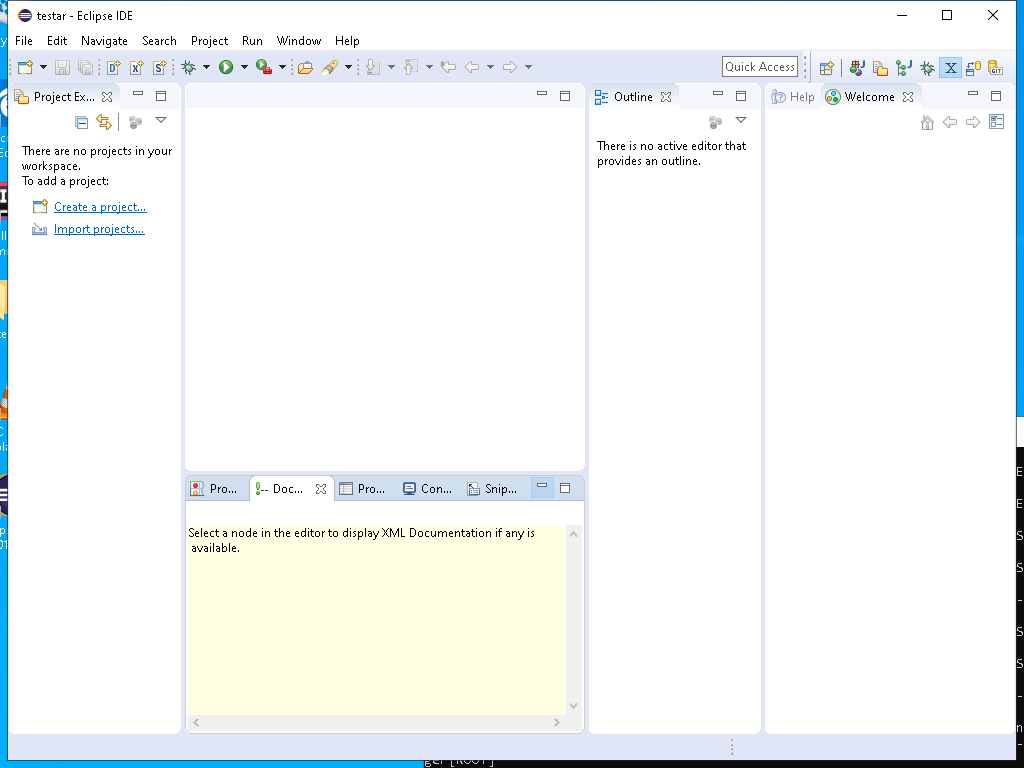 testar - Eclipse IDE
File Edit Navigate Search Project Run Window Help
Quick Access
Project Ex...
Outline
Help
Welcome
There are no projects in your
workspace.
To add a project:
Create a project...
Import projects...
There is no active editor that
provides an outline.
Pro...
Doc...
Pro...
Con...
Snip...
Select a node in the editor to display XML Documentation if any is
available.